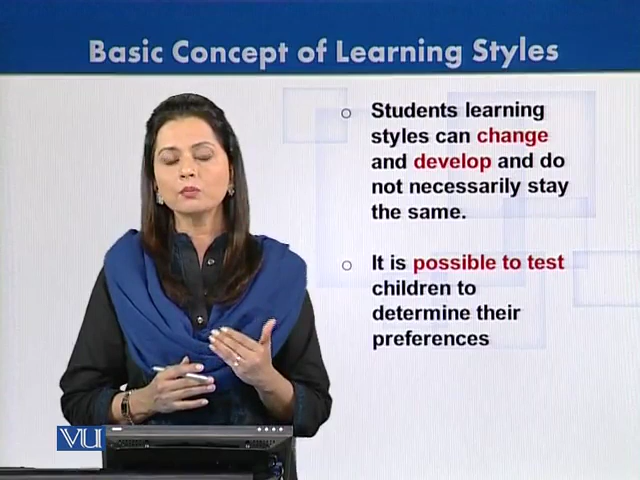 Basic Concept of Learning Styles
Students learning
styles can change
and develop and do
not necessarily stay
the same.
It is possible to test
children to
determine their
preferences
VU